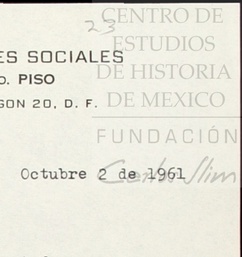 23
CENTRO DE
ESTUDIOS
ES SOCIALES
DE HISTORIA
O. PISO
SON 20, D. F.
DE MEXICO
FUNDACIÓN
Carlos Slim
Octubre 2 de 1961